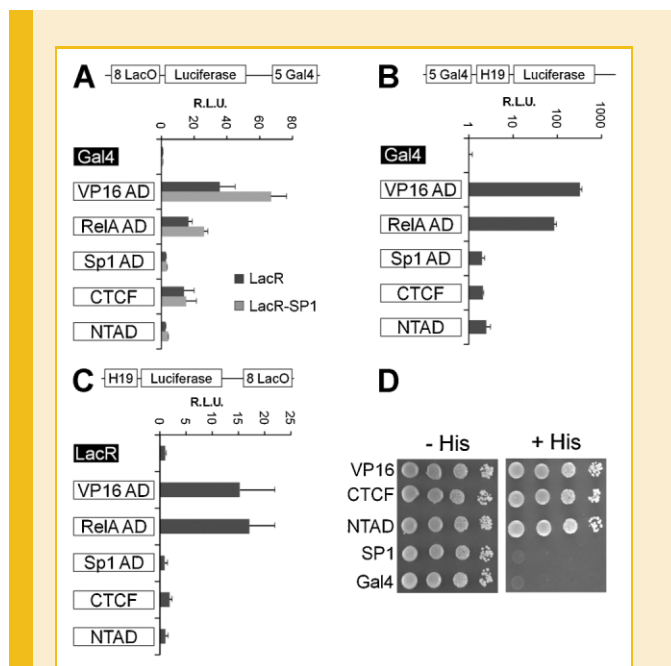 A
8 LacO Luciferase 5 Gal4
R.L.U.
0 20 40 60 80
Gal4
VP16 AD
RelA AD
Sp1 AD
CTCF
NTAD
LacR
LacR-SP1
B
5 Gal4 H19 Luciferase
R.L.U.
1 10 100 1000
Gal4
VP16 AD
RelA AD
Sp1 AD
CTCF
NTAD
C
H19 Luciferase 8 LacO
R.L.U.
0 5 10 15 20 25
LacR
VP16 AD
RelA AD
Sp1 AD
CTCF
NTAD
D
- His + His
VP16
CTCF
NTAD
SP1
Gal4